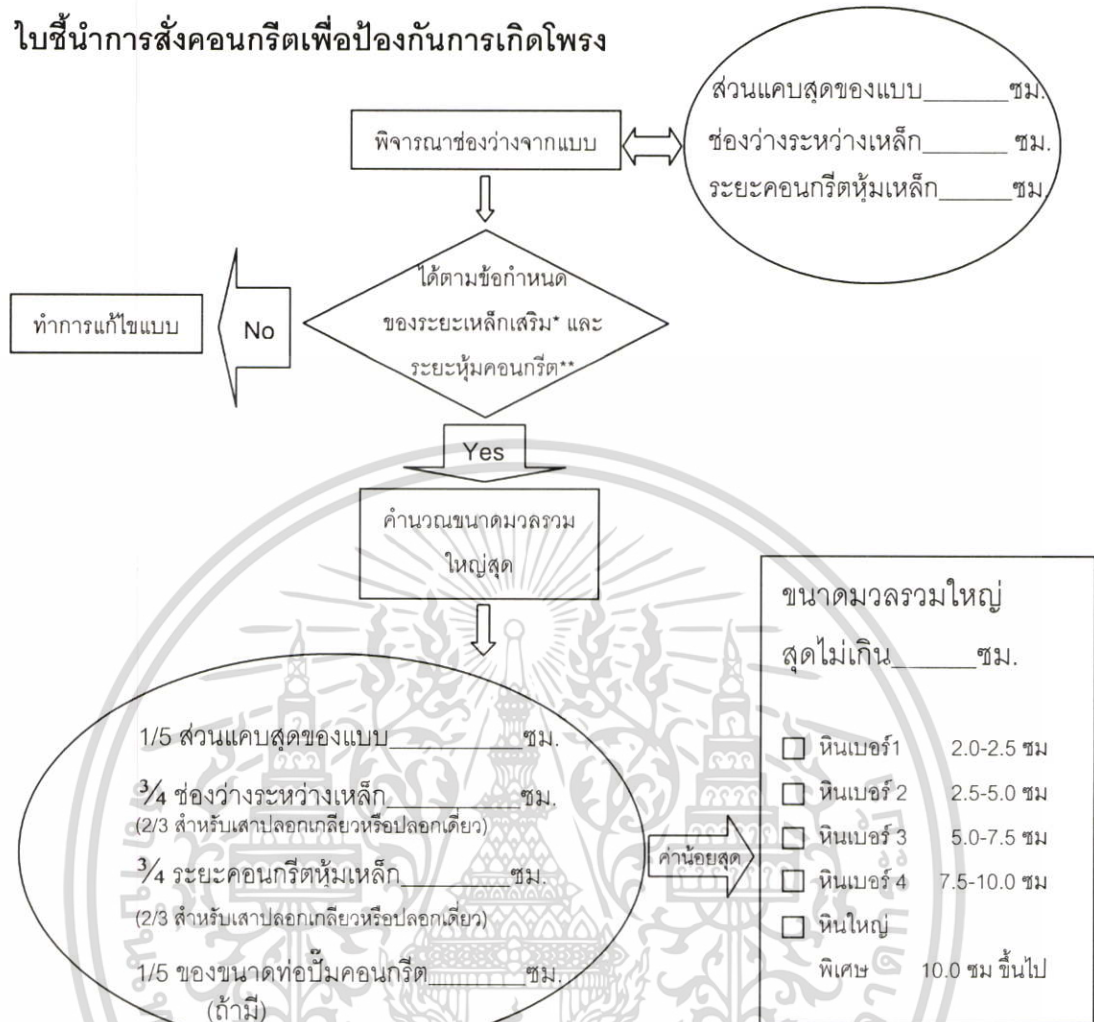 ใบชี้นำการสั่งคอนกรีตเพื่อป้องกันการเกิดโพรง
พิจารณาช่องว่างจากแบบ
ส่วนแคบสุดของแบบ______ซม.
ช่องว่างระหว่างเหล็ก______ ซม.
ระยะคอนกรีตหุ้มเหล็ก______ซม.
ได้ตามข้อกำหนด
ของระยะเหล็กเสริม* และ
ระยะหุ้มคอนกรีต**
No
ทำการแก้ไขแบบ
Yes
คำนวณขนาดมวลรวม
ใหญ่สุด
1/5 ส่วนแคบสุดของแบบ________ซม.
¾ ช่องว่างระหว่างเหล็ก________ซม.
(2/3 สำหรับเสาปลอกเกลียวหรือปลอกเดี่ยว)
¾ ระยะคอนกรีตหุ้มเหล็ก________ซม.
(2/3 สำหรับเสาปลอกเกลียวหรือปลอกเดี่ยว)
1/5 ของขนาดท่อปั๊มคอนกรีต______ซม.
(ถ้ามี)
ค่าน้อยสุด
ขนาดมวลรวมใหญ่
สุดไม่เกิน______ซม.
☐ หินเบอร์1 2.0-2.5 ซม
☐ หินเบอร์ 2 2.5-5.0 ซม
☐ หินเบอร์ 3 5.0-7.5 ซม
☐ หินเบอร์ 4 7.5-10.0 ซม
☐ หินใหญ่
พิเศษ 10.0 ซม ขึ้นไป